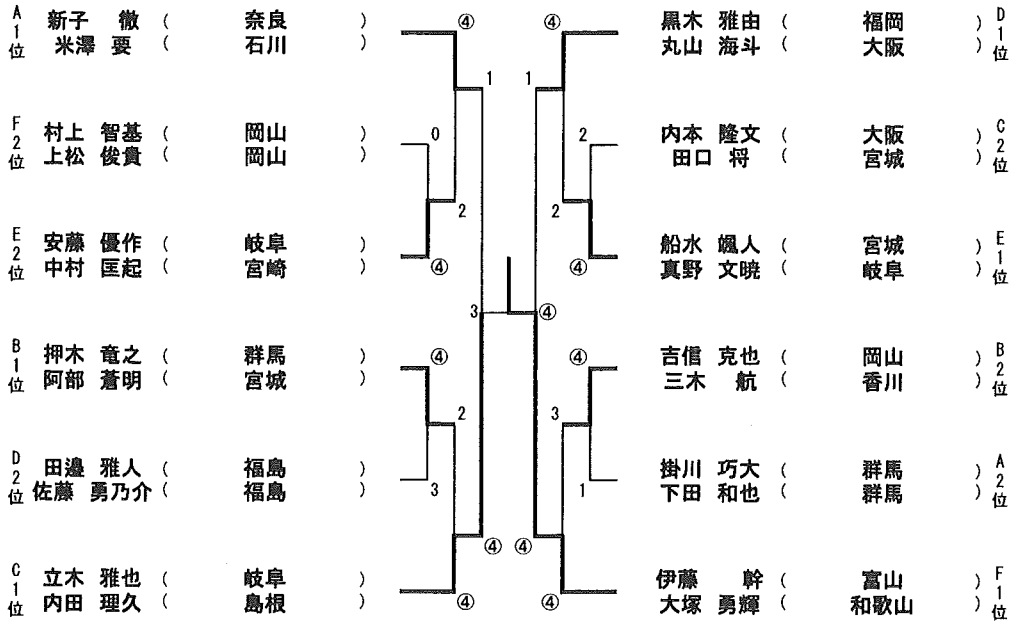 A1位 新子 徹 ( 奈良 )
米澤 要 ( 石川 )
F2位 村上 智基 ( 岡山 )
上松 俊貴 ( 岡山 )
E2位 安藤 優作 ( 岐阜 )
中村 匡起 ( 宮崎 )
B1位 押木 竜之 ( 群馬 )
阿部 蒼明 ( 宮城 )
D2位 田邉 雅人 ( 福島 )
佐藤 勇乃介 ( 福島 )
C1位 立木 雅也 ( 岐阜 )
内田 理久 ( 島根 )
④
1
0
2
④
3
④
2
3
④
④
④
1
2
2
④
④
④
3
1
④
④
黒木 雅由 ( 福岡 ) D1位
丸山 海斗 ( 大阪 )
内本 隆文 ( 大阪 ) C2位
田口 将 ( 宮城 )
船水 颯人 ( 宮城 ) E1位
真野 文暁 ( 岐阜 )
吉信 克也 ( 岡山 ) B2位
三木 航 ( 香川 )
掛川 巧大 ( 群馬 ) A2位
下田 和也 ( 群馬 )
伊藤 幹 ( 富山 ) F1位
大塚 勇輝 ( 和歌山 )